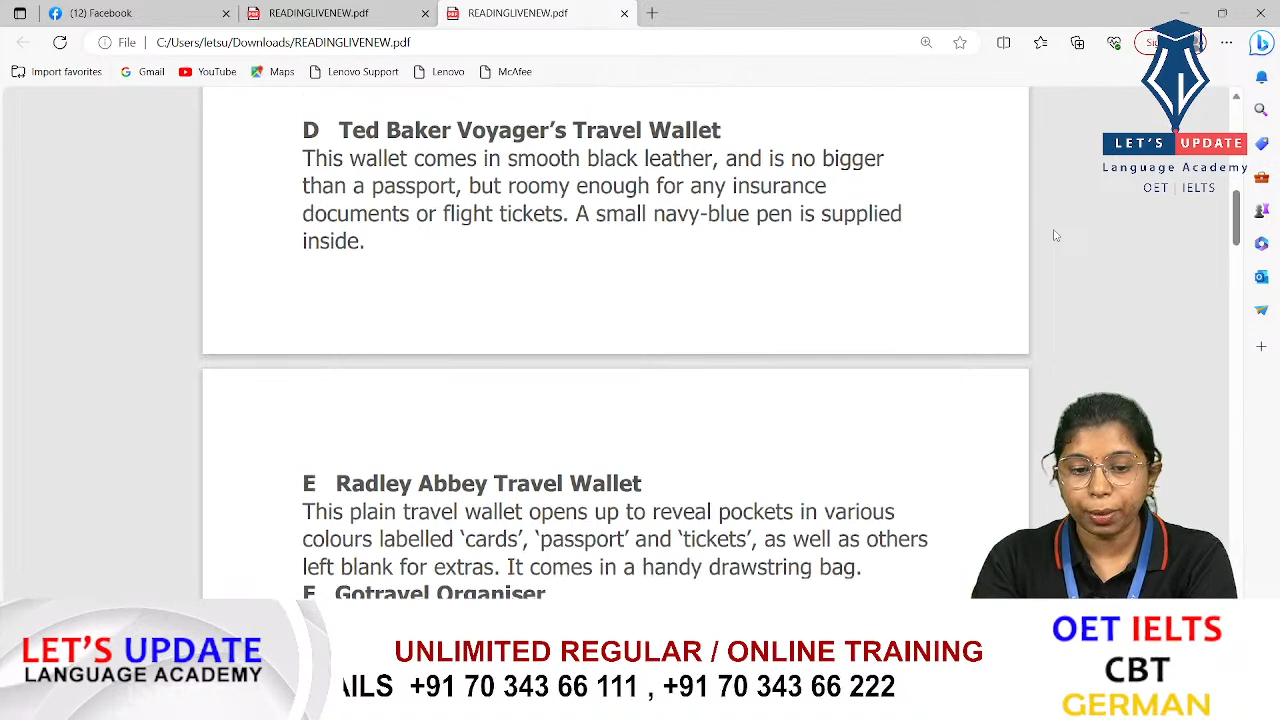 (12) Facebook
READINGLIVENEW.pdf
READINGLIVENEW.pdf
File
C:/Users/letsu/Downloads/READINGLIVENEW.pdf
Import favorites
Gmail
YouTube
Maps
Lenovo Support
Lenovo
McAfee
LET'S UPDATE
Language Academy
OET | IELTS
D Ted Baker Voyager's Travel Wallet
This wallet comes in smooth black leather, and is no bigger
than a passport, but roomy enough for any insurance
documents or flight tickets. A small navy-blue pen is supplied
inside.
E Radley Abbey Travel Wallet
This plain travel wallet opens up to reveal pockets in various
colours labelled 'cards', 'passport' and 'tickets', as well as others
left blank for extras. It comes in a handy drawstring bag.
F Gotravel Organiser
LET'S UPDATE
LANGUAGE ACADEMY
UNLIMITED REGULAR / ONLINE TRAINING
AILS +91 70 343 66 111 , +91 70 343 66 222
OET IELTS
CBT
GERMAN